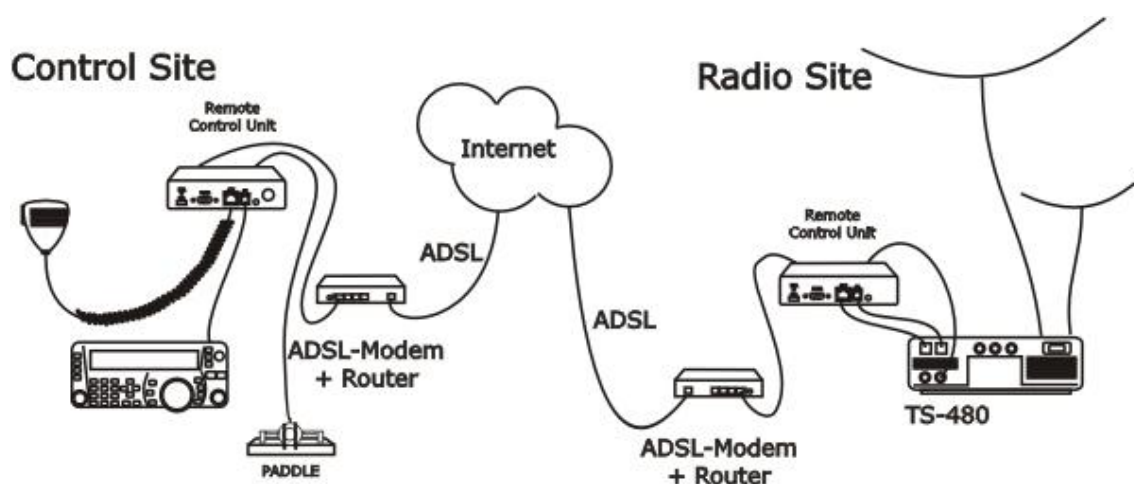 Control Site
Radio Site
Remote
Control Unit
Internet
ADSL
Remote
Control Unit
ADSL
ADSL-Modem
+ Router
TS-480
ADSL-Modem
+ Router
PADDLE